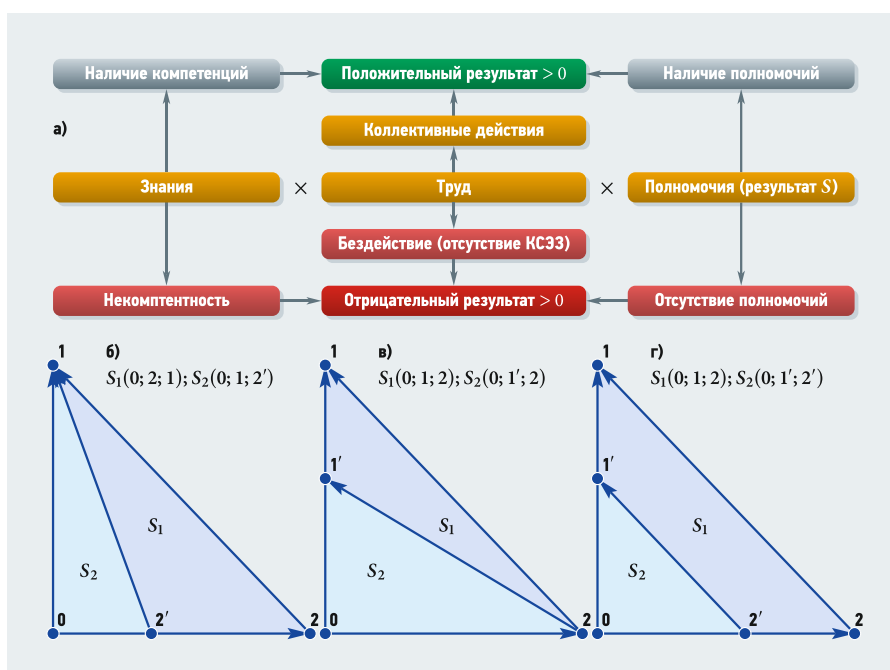 Наличие компетенций
Положительный результат > 0
Наличие полномочий
а)
Коллективные действия
Знания
×
Труд
×
Полномочия (результат S)
Бездействие (отсутствие КСЭЗ)
Некомптентность
Отрицательный результат > 0
Отсутствие полномочий
б)
S₁(0; 2; 1); S₂(0; 1; 2′)
1
S₁
S₂
0
2′
2
в)
S₁(0; 1; 2); S₂(0; 1′; 2)
1
1′
S₁
S₂
0
2
г)
S₁(0; 1; 2); S₂(0; 1′; 2′)
1
1′
S₁
S₂
0
2′
2